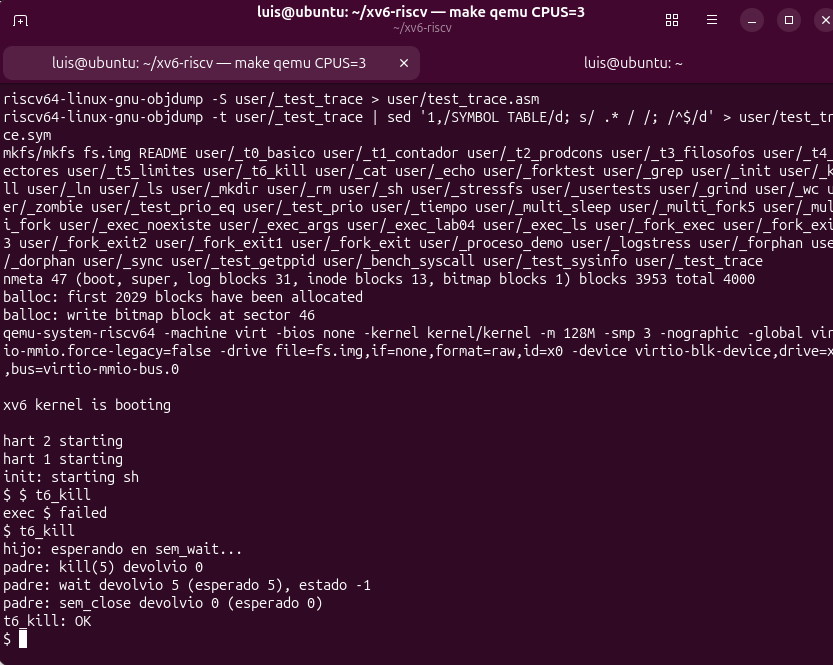 luis@ubuntu: ~/xv6-riscv — make qemu CPUS=3
~/xv6-riscv
luis@ubuntu: ~/xv6-riscv — make qemu CPUS=3
luis@ubuntu: ~
riscv64-linux-gnu-objdump -S user/_test_trace > user/test_trace.asm
riscv64-linux-gnu-objdump -t user/_test_trace | sed '1,/SYMBOL TABLE/d; s/ .* / /; /^$/d' > user/test_tr
ce.sym
mkfs/mkfs fs.img README user/_t0_basico user/_t1_contador user/_t2_prodcons user/_t3_filosofos user/_t4_
ectores user/_t5_limites user/_t6_kill user/_cat user/_echo user/_forktest user/_grep user/_init user/_k
ll user/_ln user/_ls user/_mkdir user/_rm user/_sh user/_stressfs user/_usertests user/_grind user/_wc u
er/_zombie user/_test_prio_eq user/_test_prio user/_tiempo user/_multi_sleep user/_multi_fork5 user/_mul
i_fork user/_exec_noexiste user/_exec_args user/_exec_lab04 user/_exec_ls user/_fork_exec user/_fork_exi
3 user/_fork_exit2 user/_fork_exit1 user/_fork_exit user/_proceso_demo user/_logstress user/_forphan use
/_dorphan user/_sync user/_test_getppid user/_bench_syscall user/_test_sysinfo user/_test_trace
nmeta 47 (boot, super, log blocks 31, inode blocks 13, bitmap blocks 1) blocks 3953 total 4000
balloc: first 2029 blocks have been allocated
balloc: write bitmap block at sector 46
qemu-system-riscv64 -machine virt -bios none -kernel kernel/kernel -m 128M -smp 3 -nographic -global vir
io-mmio.force-legacy=false -drive file=fs.img,if=none,format=raw,id=x0 -device virtio-blk-device,drive=x
,bus=virtio-mmio-bus.0
xv6 kernel is booting
hart 2 starting
hart 1 starting
init: starting sh
$ $ t6_kill
exec $ failed
$ t6_kill
hijo: esperando en sem_wait...
padre: kill(5) devolvio 0
padre: wait devolvio 5 (esperado 5), estado -1
padre: sem_close devolvio 0 (esperado 0)
t6_kill: OK
$